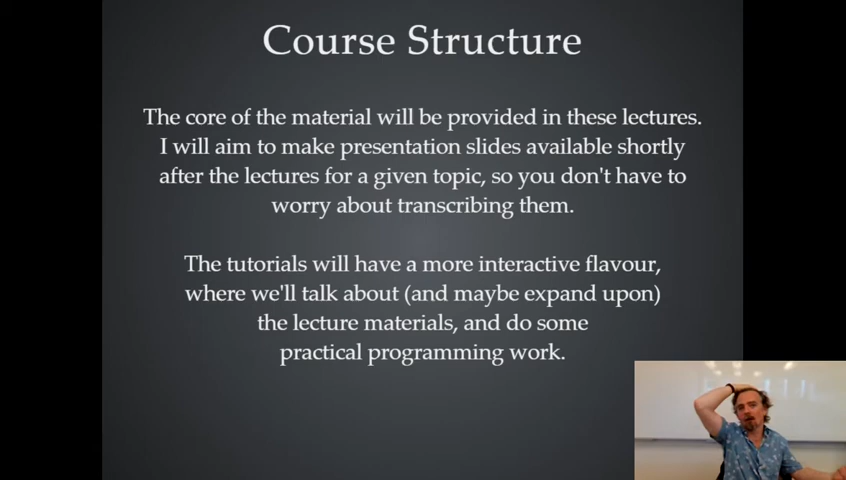 Course Structure
The core of the material will be provided in these lectures.
I will aim to make presentation slides available shortly
after the lectures for a given topic, so you don't have to
worry about transcribing them.
The tutorials will have a more interactive flavour,
where we'll talk about (and maybe expand upon)
the lecture materials, and do some
practical programming work.